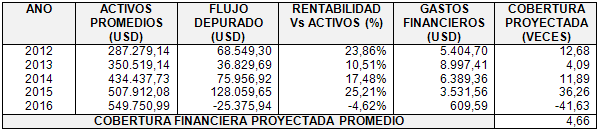 AÑO ACTIVOS PROMEDIOS (USD) FLUJO DEPURADO (USD) RENTABILIDAD Vs ACTIVOS (%) GASTOS FINANCIEROS (USD) COBERTURA PROYECTADA (VECES)
2012 287.279,14 68.549,30 23,86% 5.404,70 12,68
2013 350.519,14 36.829,69 10,51% 8.997,41 4,09
2014 434.437,73 75.956,92 17,48% 6.389,36 11,89
2015 507.912,08 128.059,65 25,21% 3.531,56 36,26
2016 549.750,99 -25.375,94 -4,62% 609,59 -41,63
COBERTURA FINANCIERA PROYECTADA PROMEDIO 4,66